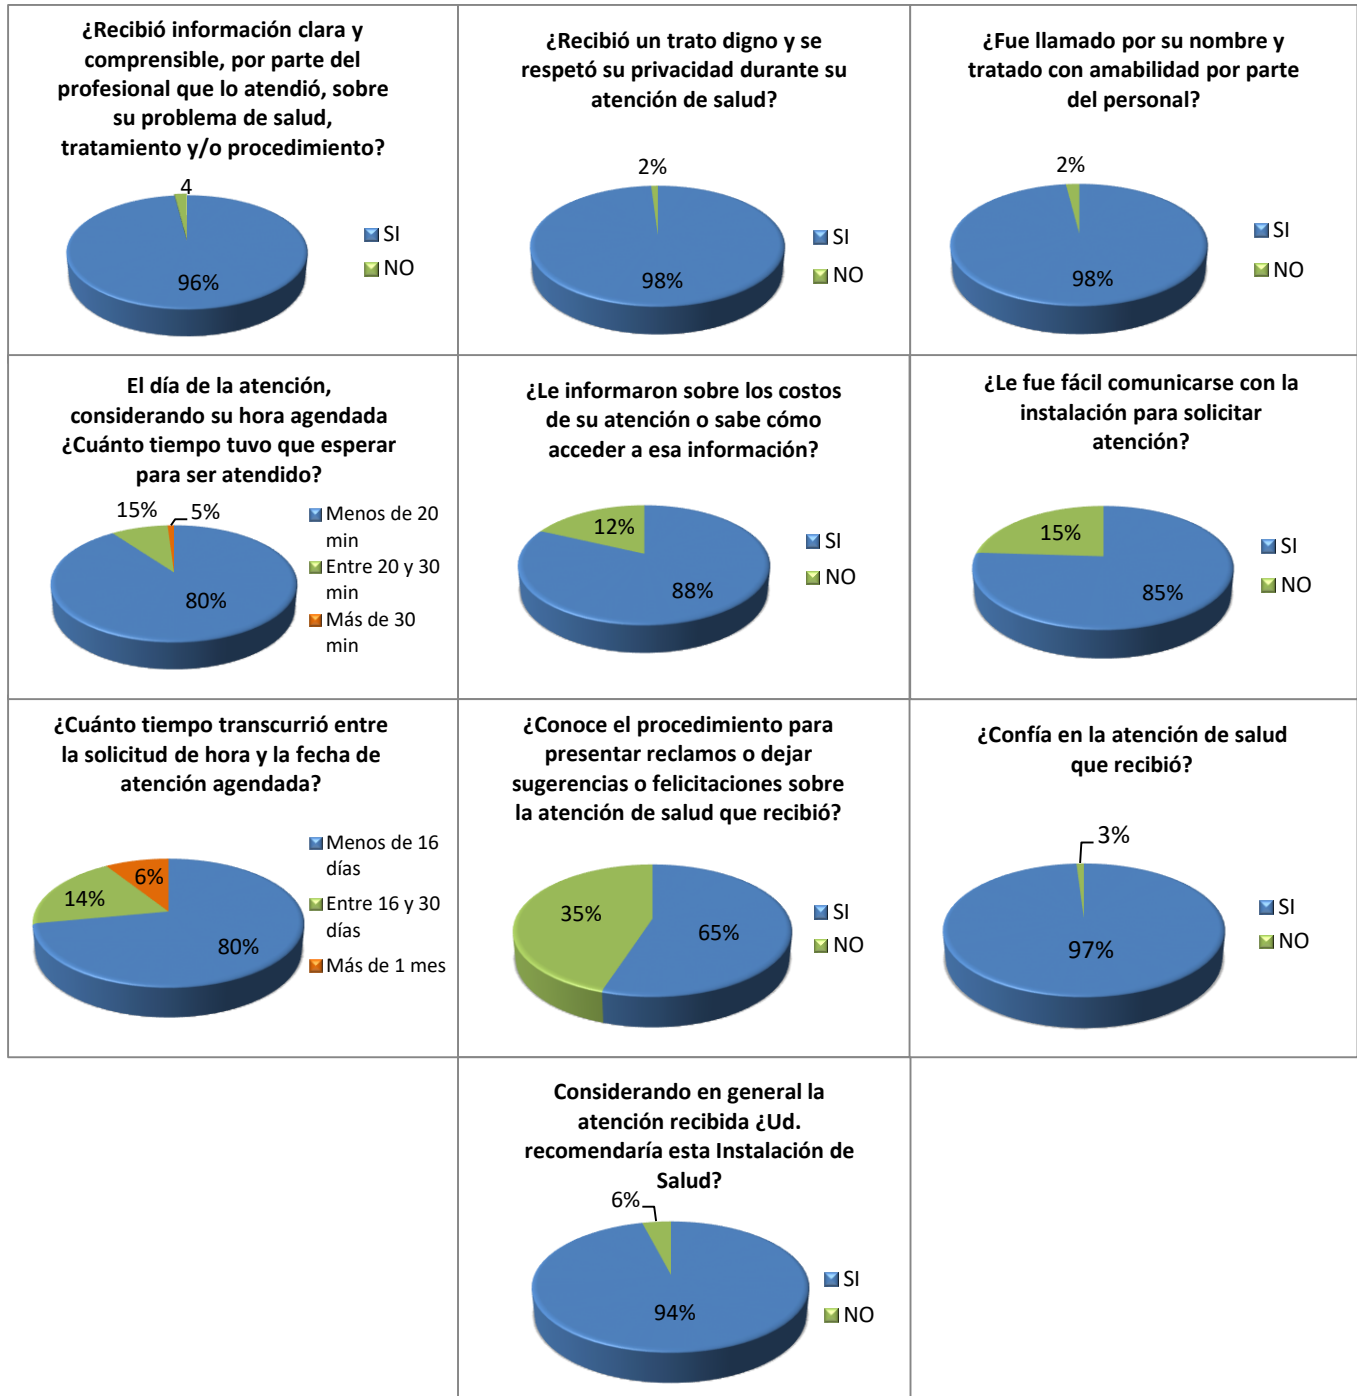 ¿Recibió información clara y
comprensible, por parte del
profesional que lo atendió, sobre
su problema de salud,
tratamiento y/o procedimiento?
4
96%
SI
NO
¿Recibió un trato digno y se
respetó su privacidad durante su
atención de salud?
2%
98%
SI
NO
¿Fue llamado por su nombre y
tratado con amabilidad por parte
del personal?
2%
98%
SI
NO
El día de la atención,
considerando su hora agendada
¿Cuánto tiempo tuvo que esperar
para ser atendido?
15%
5%
80%
Menos de 20
min
Entre 20 y 30
min
Más de 30
min
¿Le informaron sobre los costos
de su atención o sabe cómo
acceder a esa información?
12%
88%
SI
NO
¿Le fue fácil comunicarse con la
instalación para solicitar
atención?
15%
85%
SI
NO
¿Cuánto tiempo transcurrió entre
la solicitud de hora y la fecha de
atención agendada?
6%
14%
80%
Menos de 16
días
Entre 16 y 30
días
Más de 1 mes
¿Conoce el procedimiento para
presentar reclamos o dejar
sugerencias o felicitaciones sobre
la atención de salud que recibió?
35%
65%
SI
NO
¿Confía en la atención de salud
que recibió?
3%
97%
SI
NO
Considerando en general la
atención recibida ¿Ud.
recomendaría esta Instalación de
Salud?
6%
94%
SI
NO